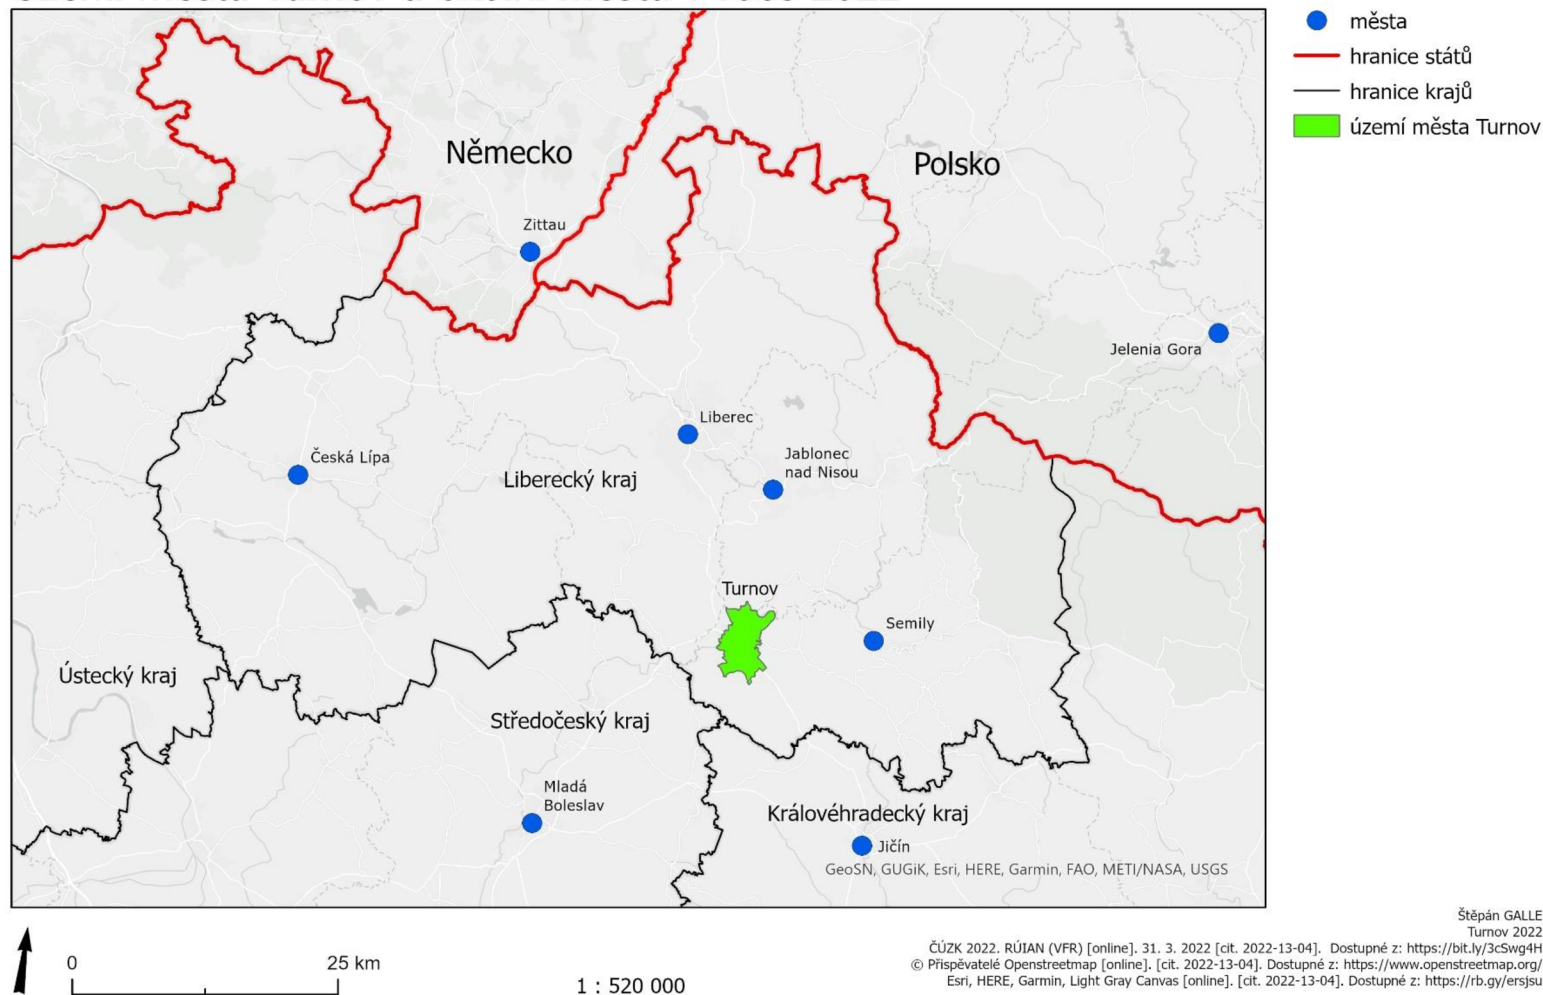 města
hranice států
hranice krajů
území města Turnov
Německo
Polsko
Zittau
Jelenia Gora
Liberec
Česká Lípa
Jablonec
nad Nisou
Liberecký kraj
Turnov
Semily
Ústecký kraj
Středočeský kraj
Mladá
Boleslav
Královéhradecký kraj
Jičín
GeoSN, GUGiK, Esri, HERE, Garmin, FAO, METI/NASA, USGS
0
25 km
1 : 520 000
Štěpán GALLE
Turnov 2022
ČÚZK 2022. RÚIAN (VFR) [online]. 31. 3. 2022 [cit. 2022-13-04]. Dostupné z: https://bit.ly/3cSwg4H
© Přispěvatelé Openstreetmap [online]. [cit. 2022-13-04]. Dostupné z: https://www.openstreetmap.org/
Esri, HERE, Garmin, Light Gray Canvas [online]. [cit. 2022-13-04]. Dostupné z: https://rb.gy/ersjsu